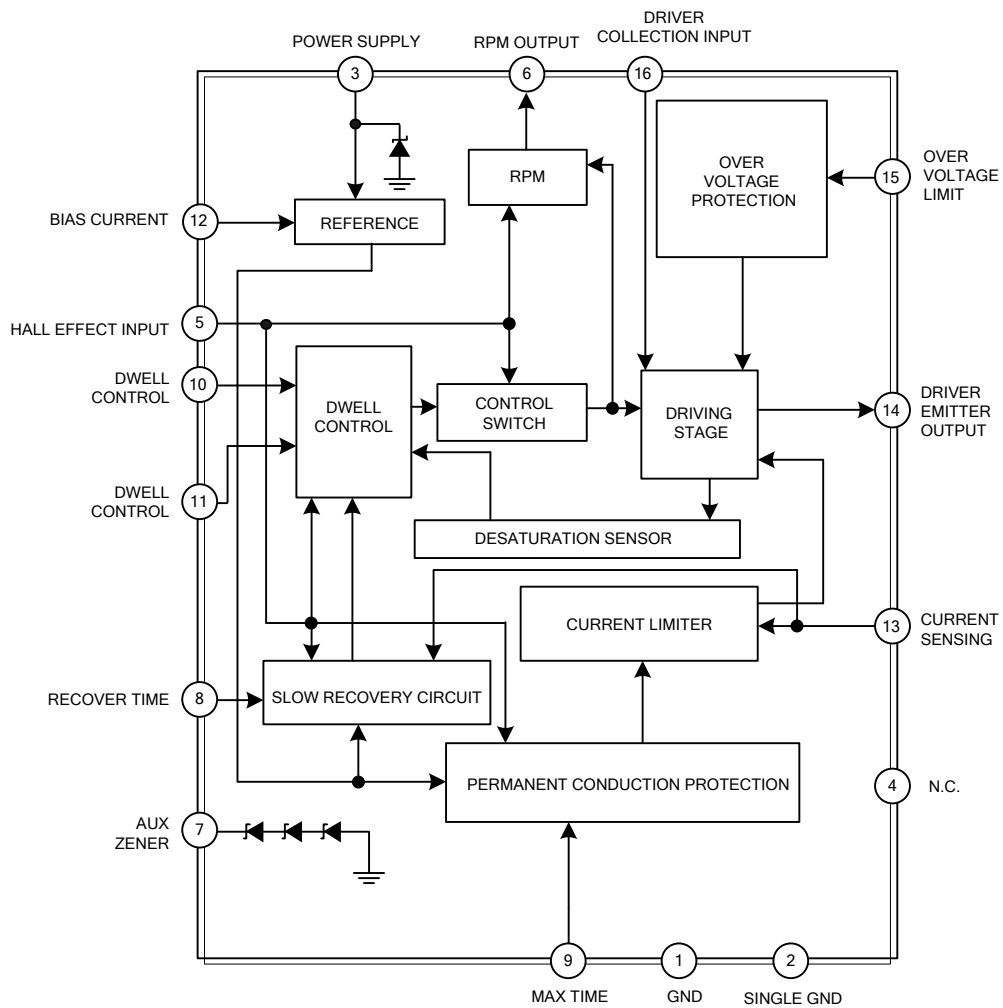 POWER SUPPLY
RPM OUTPUT
DRIVER
COLLECTION INPUT
3
6
16
OVER
VOLTAGE
PROTECTION
15
OVER
VOLTAGE
LIMIT
RPM
BIAS CURRENT
12
REFERENCE
HALL EFFECT INPUT
5
DWELL
CONTROL
10
DWELL
CONTROL
CONTROL
SWITCH
DRIVING
STAGE
14
DRIVER
EMITTER
OUTPUT
DWELL
CONTROL
11
DESATURATION SENSOR
CURRENT LIMITER
13
CURRENT
SENSING
RECOVER TIME
8
SLOW RECOVERY CIRCUIT
PERMANENT CONDUCTION PROTECTION
4
N.C.
AUX
ZENER
7
9
1
2
MAX TIME
GND
SINGLE GND